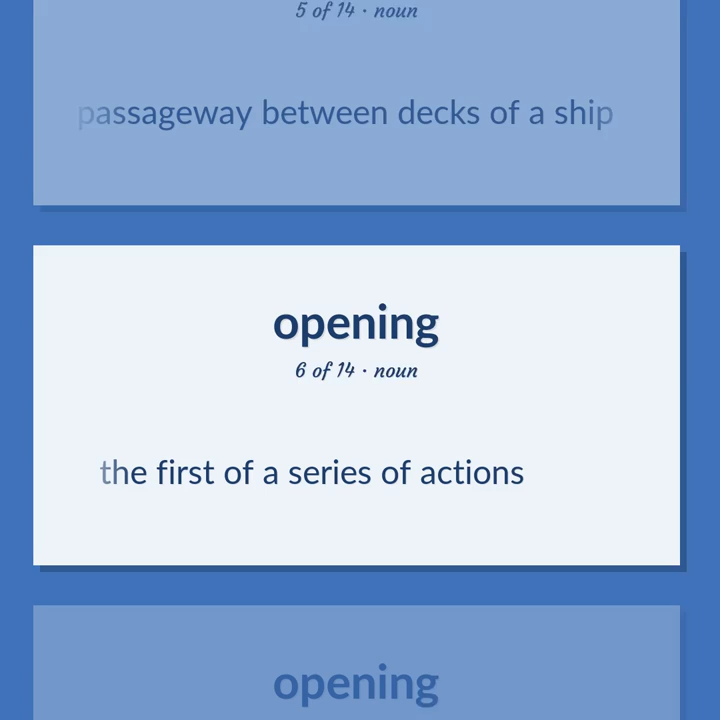 5 of 14 · noun
passageway between decks of a ship
opening
6 of 14 · noun
the first of a series of actions
opening